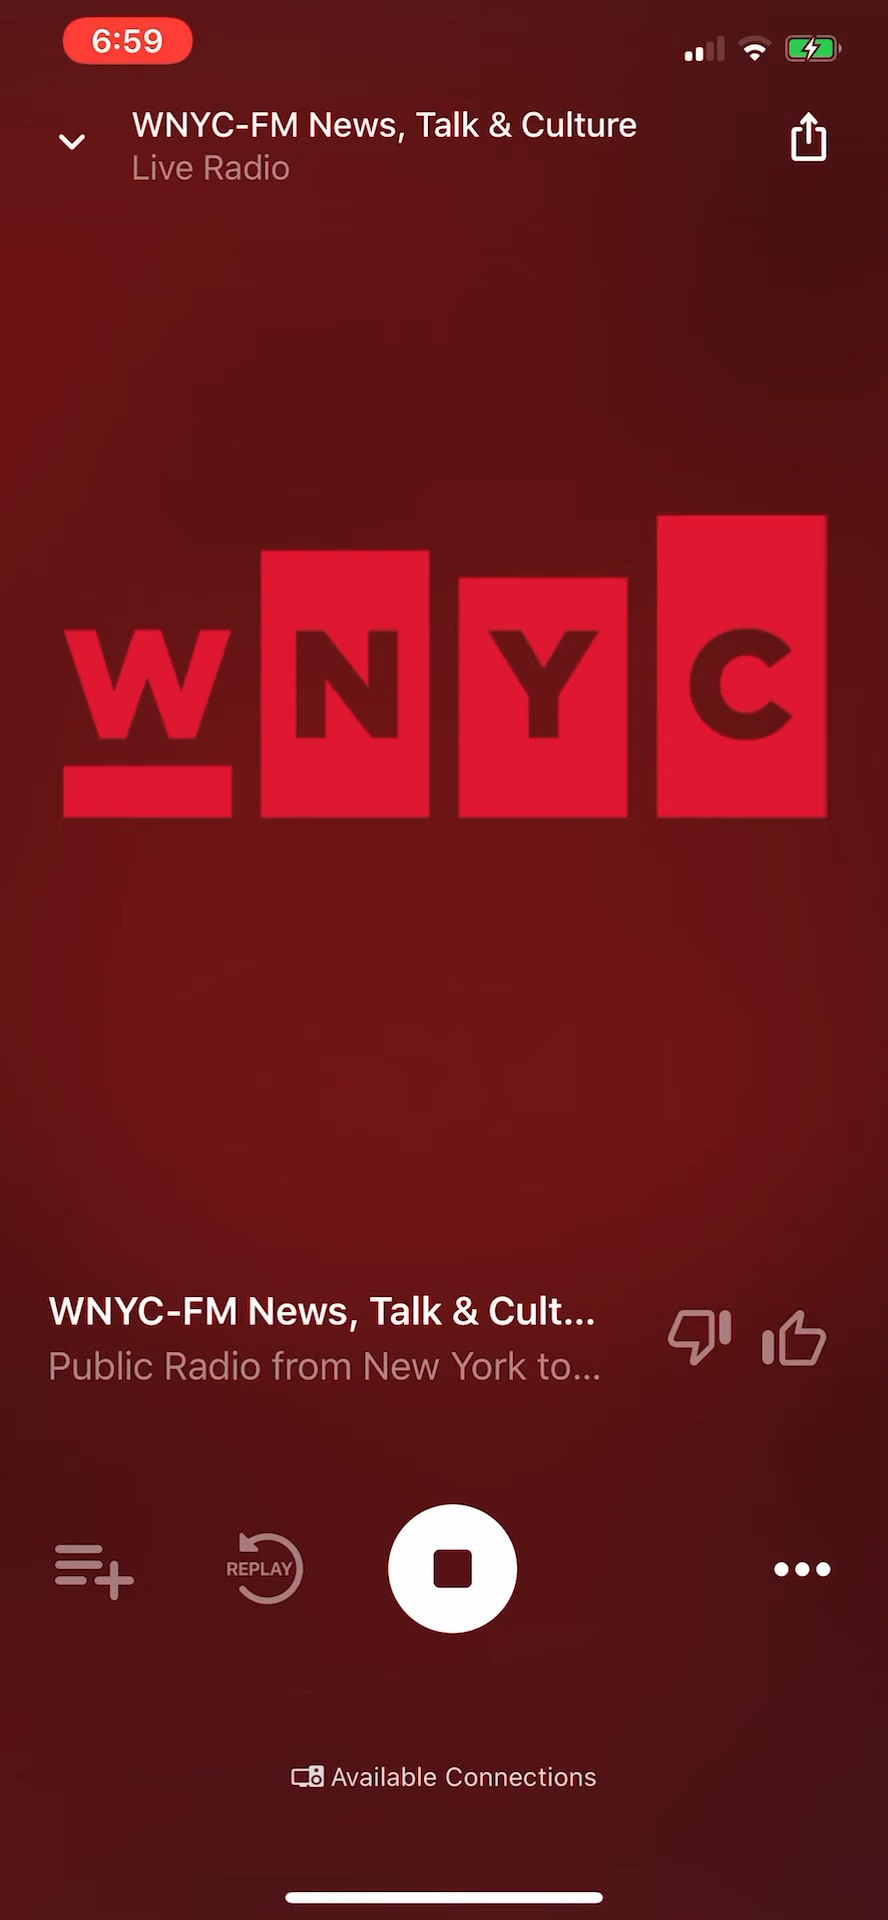 6:59
WNYC-FM News, Talk & Culture
Live Radio
WNYC
WNYC-FM News, Talk & Cult...
Public Radio from New York to...
REPLAY
Available Connections